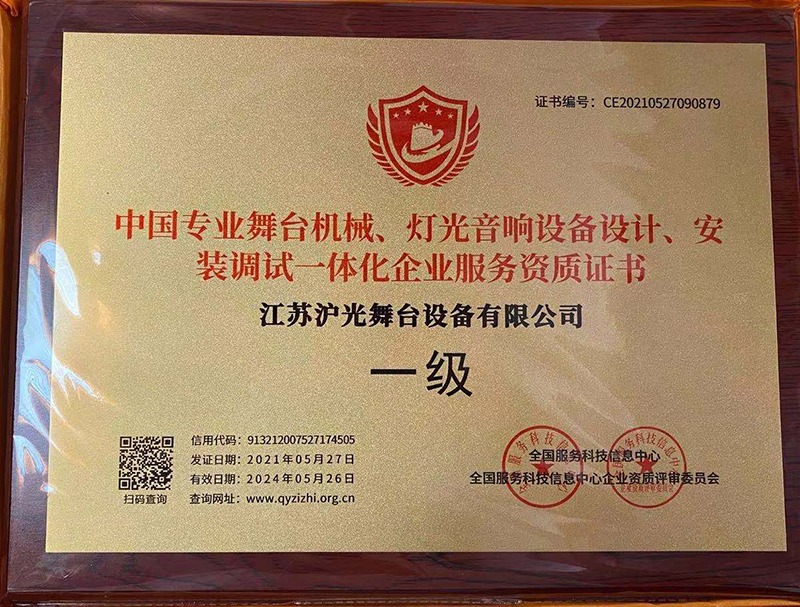 证书编号：CE20210527090879
中国专业舞台机械、灯光音响设备设计、安
装调试一体化企业服务资质证书
江苏沪光舞台设备有限公司
一级
信用代码：913212007527174505
发证日期：2021年05月27日
有效日期：2024年05月26日
查询网址：www.qyzizhi.org.cn
扫码查询
全国服务科技信息中心
全国服务科技信息中心企业资质评审委员会